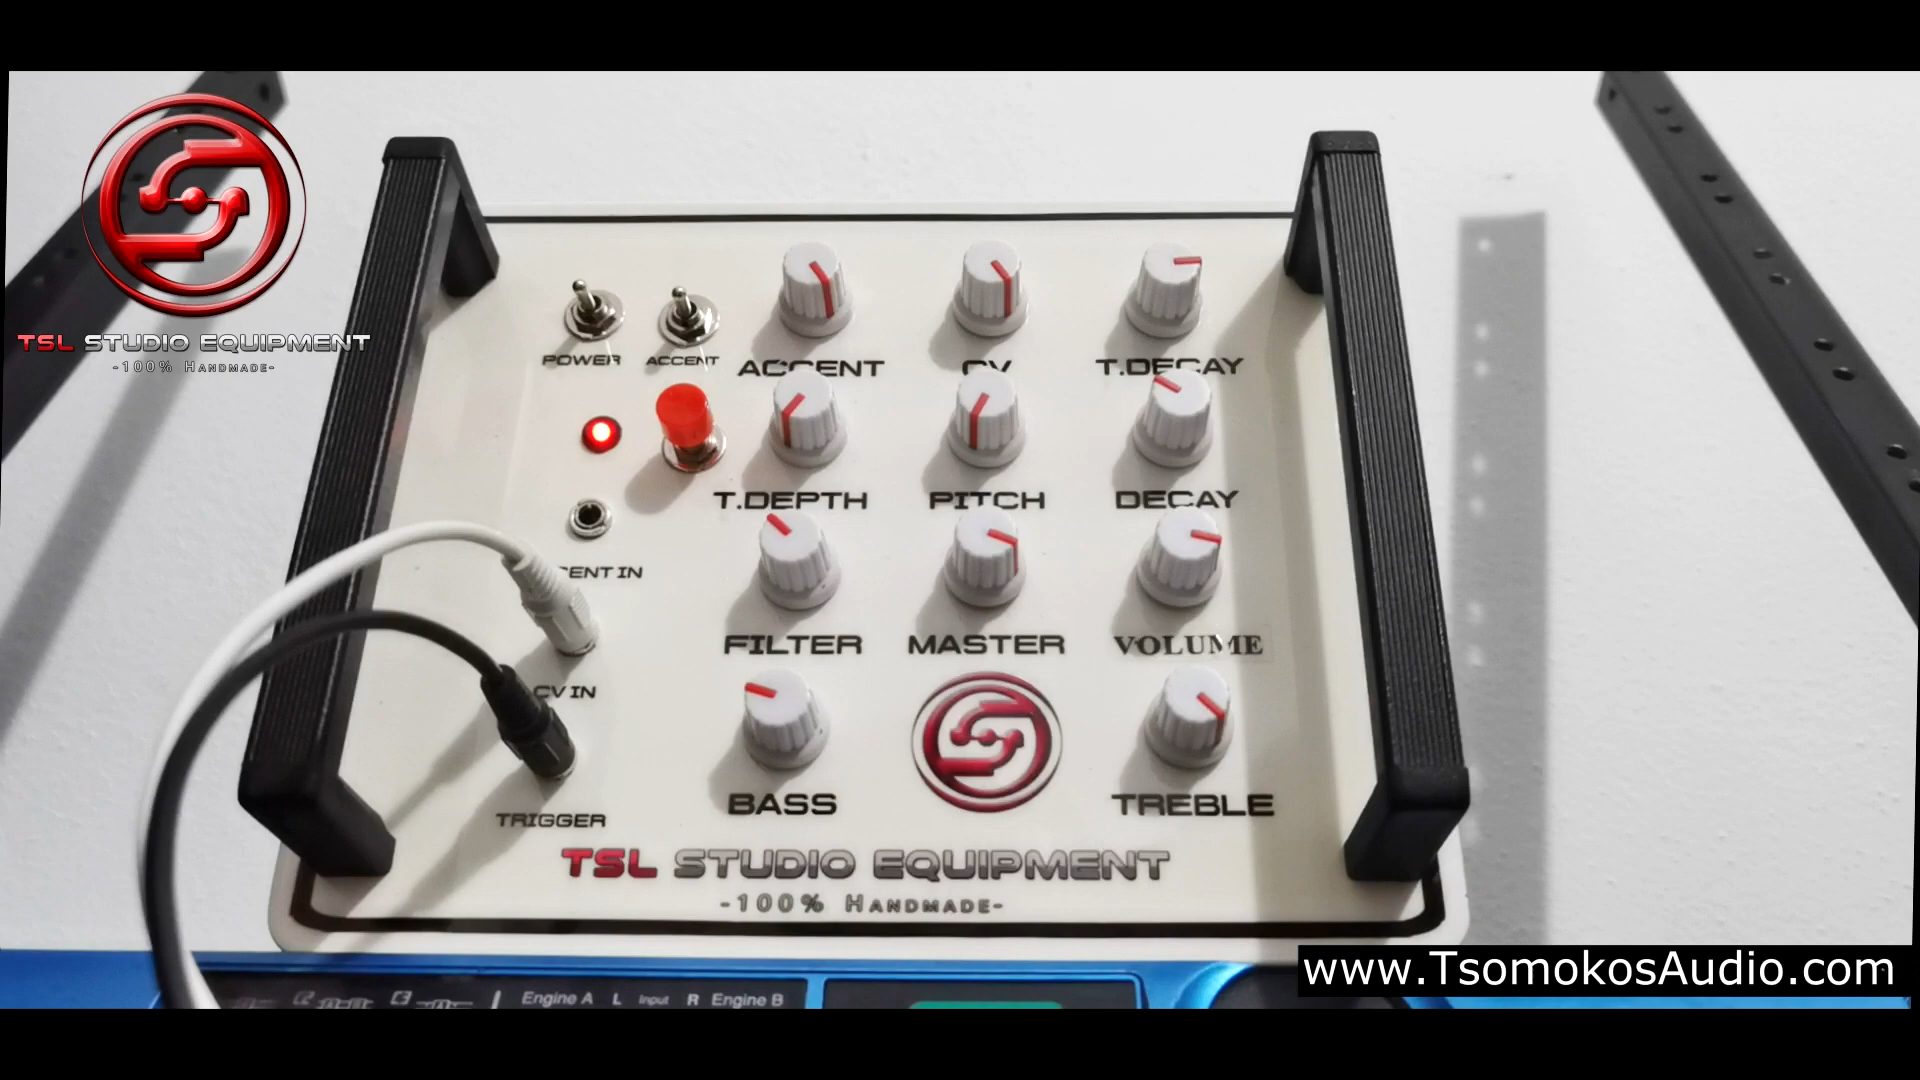 TSL STUDIO EQUIPMENT
-100% HANDMADE-
POWER
ACCENT
ACCENT
CV
T.DECAY
T.DEPTH
PITCH
DECAY
CENT IN
FILTER
MASTER
VOLUME
CV IN
BASS
TREBLE
TRIGGER
TSL STUDIO EQUIPMENT
-100% HANDMADE-
www.TsomokosAudio.com
Engine A L Input R Engine B